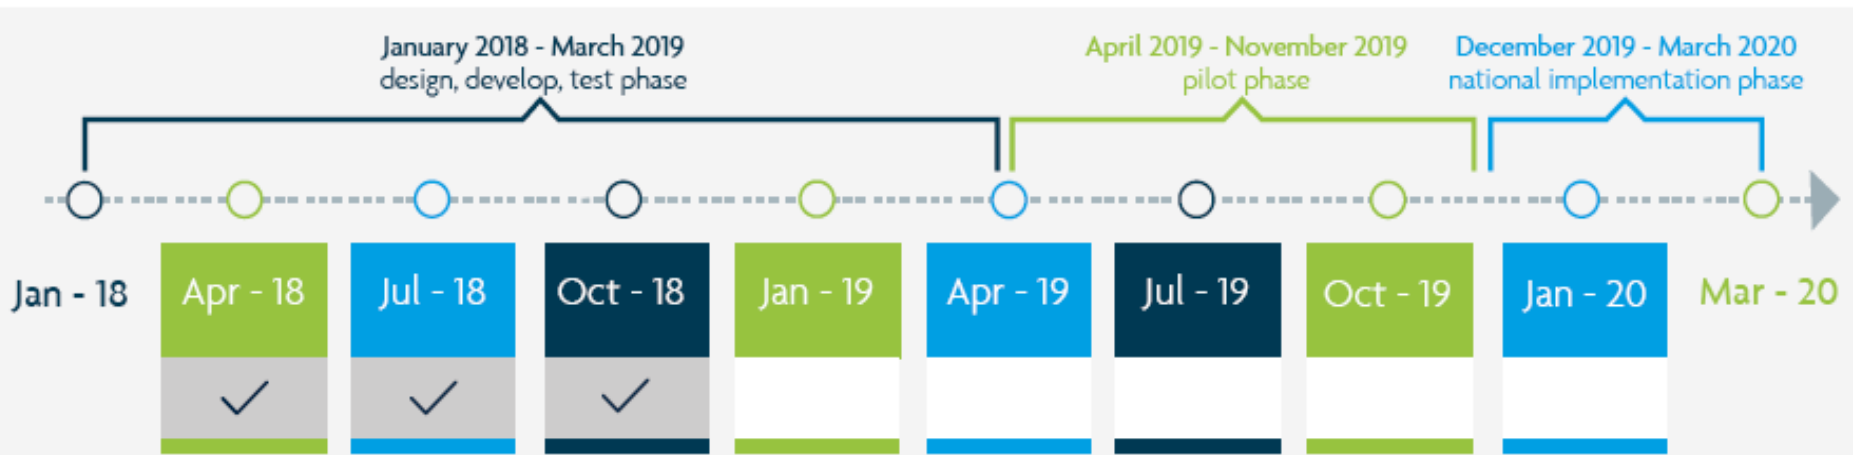 January 2018 - March 2019
design, develop, test phase
April 2019 - November 2019
pilot phase
December 2019 - March 2020
national implementation phase
Jan - 18
Apr - 18
Jul - 18
Oct - 18
Jan - 19
Apr - 19
Jul - 19
Oct - 19
Jan - 20
Mar - 20